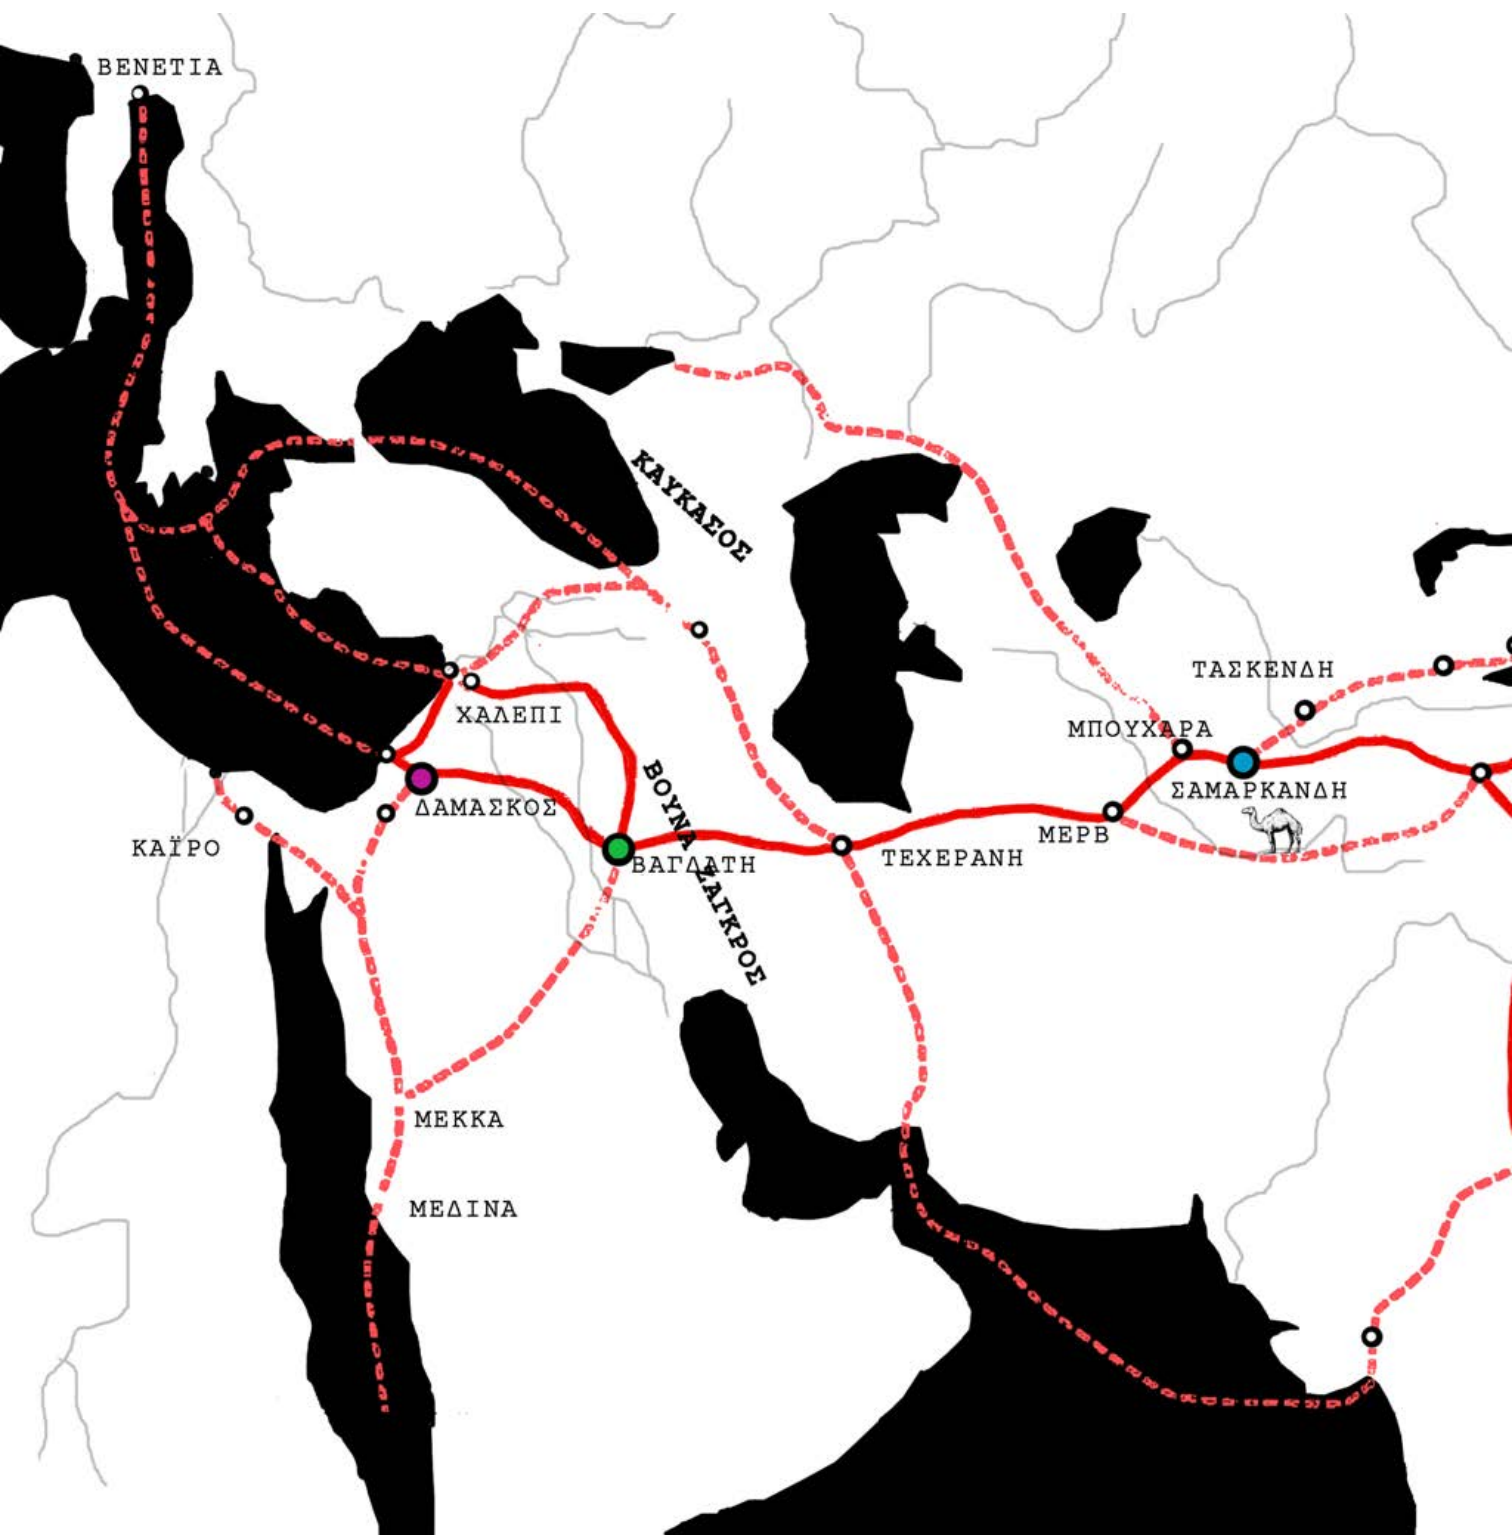 ΒΕΝΕΤΙΑ
ΚΑΥΚΑΣΟΣ
ΤΑΣΚΕΝΔΗ
ΧΑΛΕΠΙ
ΜΠΟΥΧΑΡΑ
ΣΑΜΑΡΚΑΝΔΗ
ΔΑΜΑΣΚΟΣ
ΒΟΥΝΑ ΖΑΓΚΡΟΣ
ΜΕΡΒ
ΚΑΪΡΟ
ΒΑΓΔΑΤΗ
ΤΕΧΕΡΑΝΗ
ΜΕΚΚΑ
ΜΕΔΙΝΑ